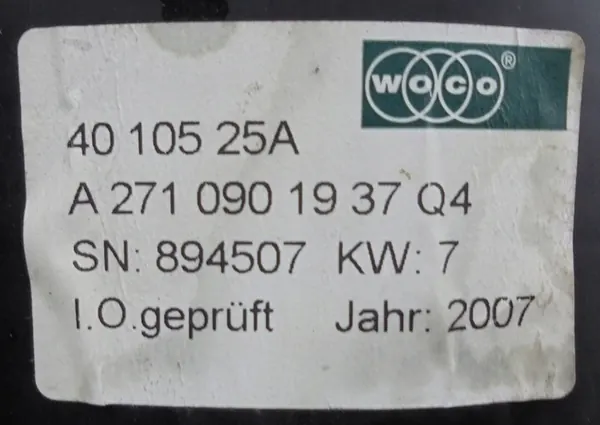 WOCO®
40 105 25A
A 271 090 19 37 Q4
SN: 894507 KW: 7
I.O.geprüft Jahr: 2007